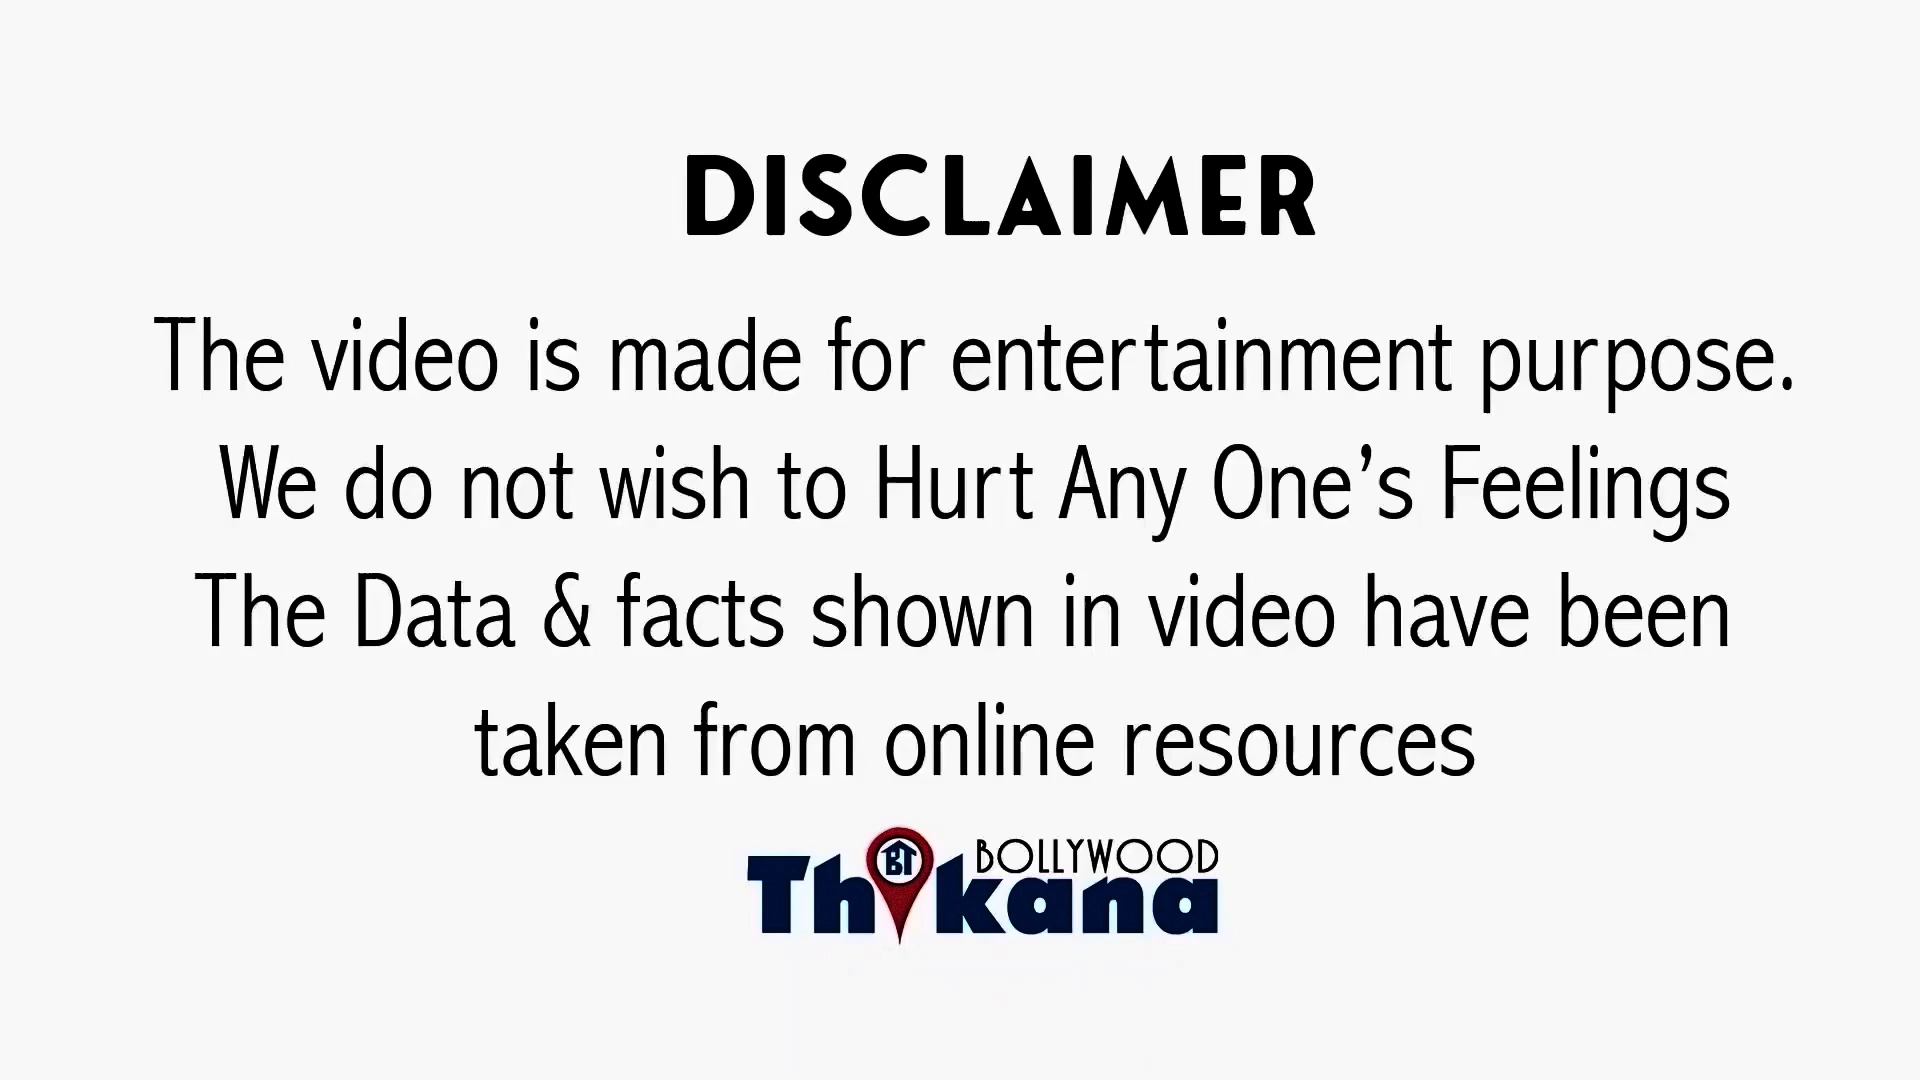 DISCLAIMER
The video is made for entertainment purpose.
We do not wish to Hurt Any One’s Feelings
The Data & facts shown in video have been
taken from online resources
BOLLYWOOD
BT
Thikana